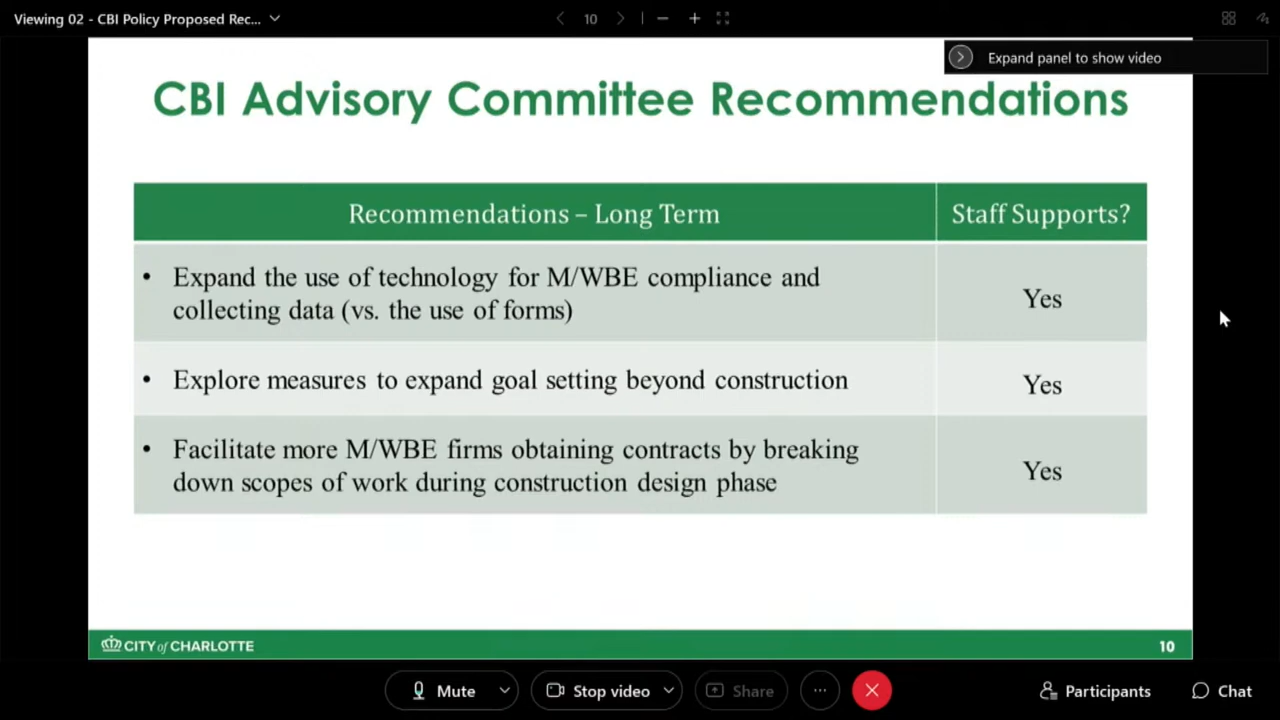 Viewing 02 - CBI Policy Proposed Rec...
10
Expand panel to show video
CBI Advisory Committee Recommendations
Recommendations – Long Term
Staff Supports?
• Expand the use of technology for M/WBE compliance and
collecting data (vs. the use of forms)
Yes
• Explore measures to expand goal setting beyond construction
Yes
• Facilitate more M/WBE firms obtaining contracts by breaking
down scopes of work during construction design phase
Yes
CITY of CHARLOTTE
10
Mute
Stop video
Share
Participants
Chat